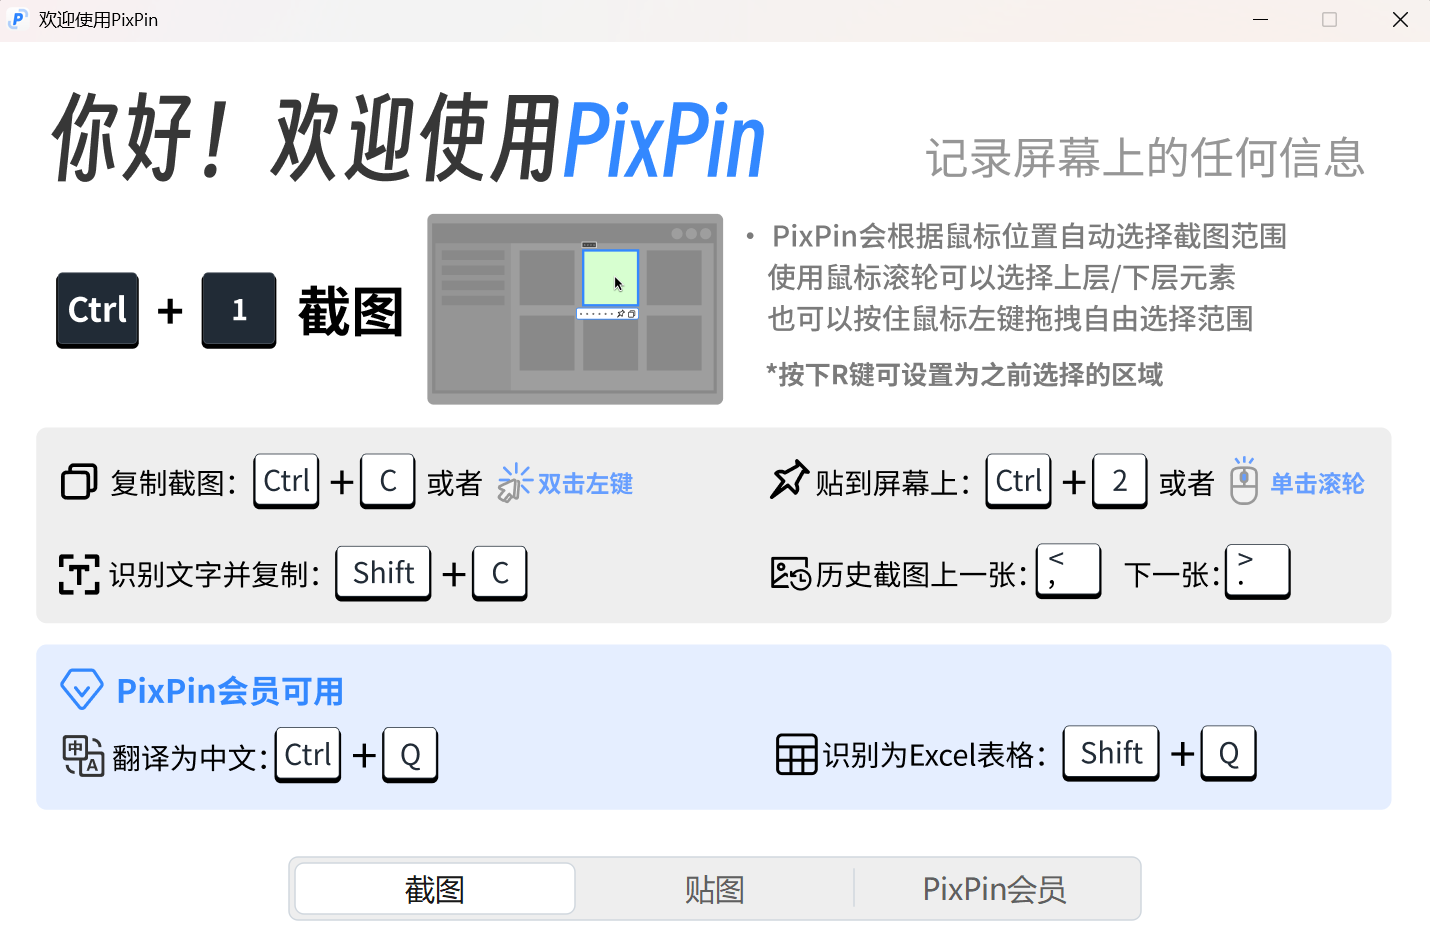 欢迎使用PixPin
你好！欢迎使用PixPin
记录屏幕上的任何信息
Ctrl + 1 截图
• PixPin会根据鼠标位置自动选择截图范围
使用鼠标滚轮可以选择上层/下层元素
也可以按住鼠标左键拖拽自由选择范围
*按下R键可设置为之前选择的区域
复制截图： Ctrl + C 或者 双击左键
贴到屏幕上： Ctrl + 2 或者 单击滚轮
识别文字并复制： Shift + C
历史截图上一张： < , 下一张： > .
PixPin会员可用
中 A 翻译为中文： Ctrl + Q
识别为Excel表格： Shift + Q
截图 贴图 PixPin会员